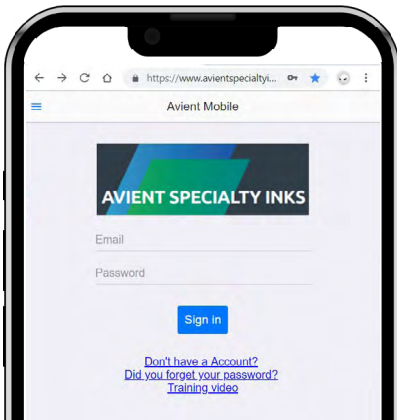 https://www.avientspecialtyi...
Avient Mobile
AVIENT SPECIALTY INKS
Email
Password
Sign in
Don't have a Account?
Did you forget your password?
Training video